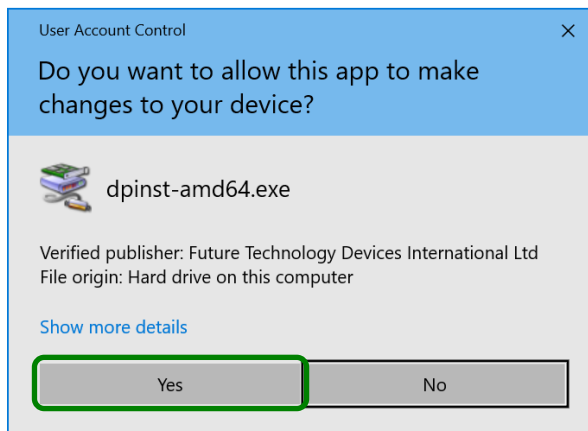 User Account Control
Do you want to allow this app to make
changes to your device?
dpinst-amd64.exe
Verified publisher: Future Technology Devices International Ltd
File origin: Hard drive on this computer
Show more details
Yes
No